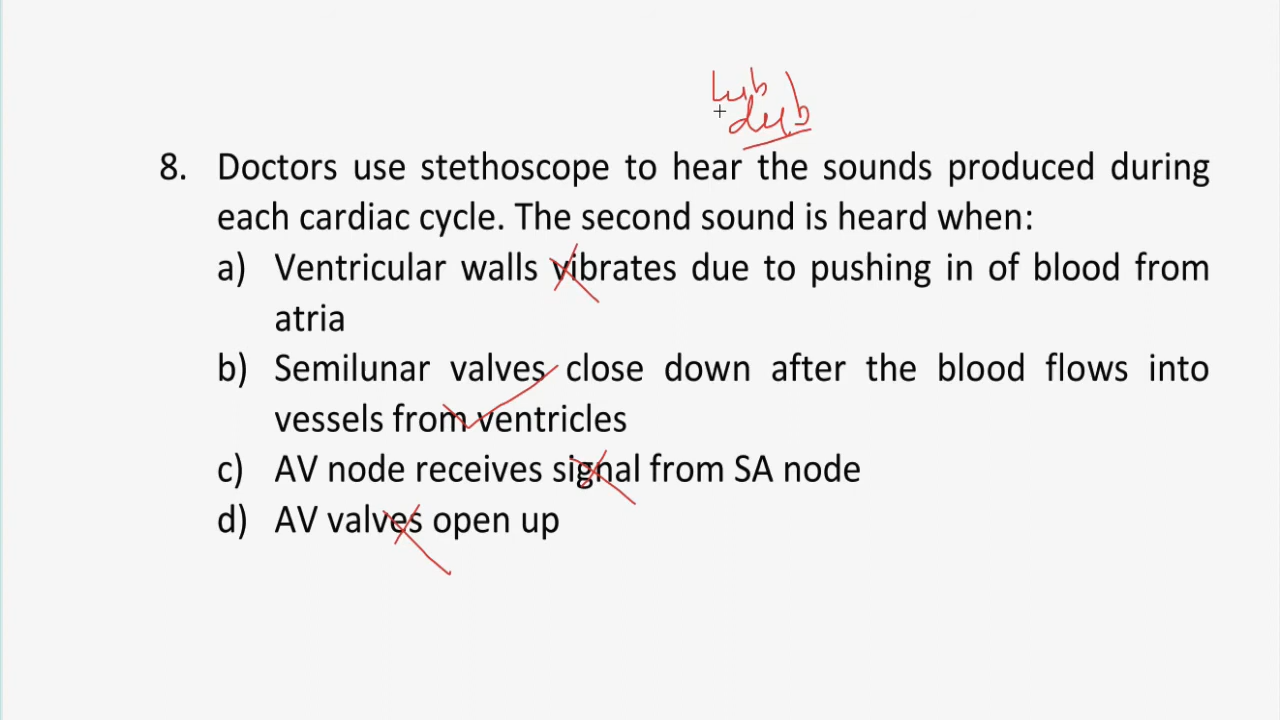 Lub
dub
8. Doctors use stethoscope to hear the sounds produced during
each cardiac cycle. The second sound is heard when:
a) Ventricular walls vibrates due to pushing in of blood from
atria
b) Semilunar valves close down after the blood flows into
vessels from ventricles
c) AV node receives signal from SA node
d) AV valves open up